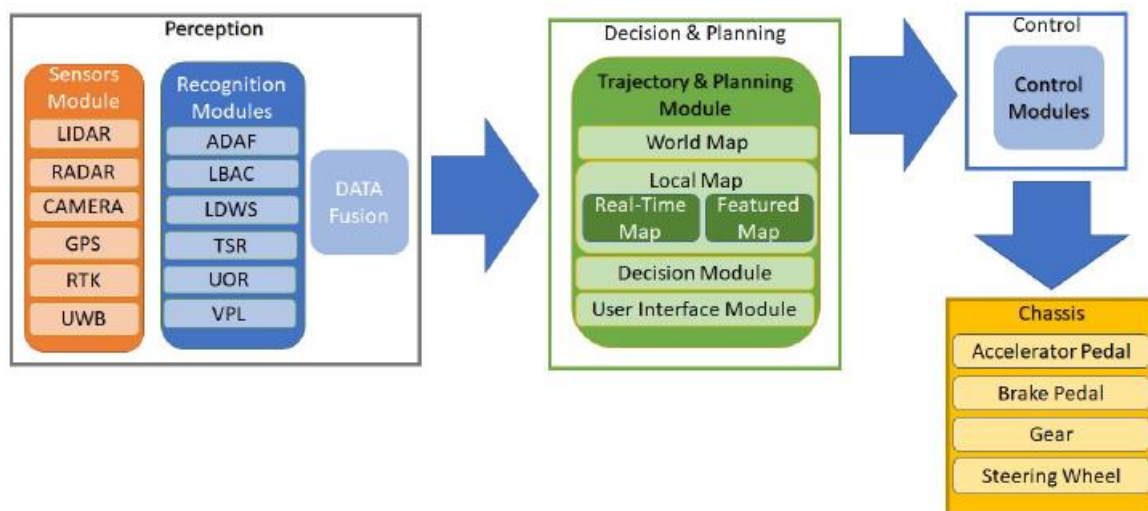 Perception
Sensors
Module
LIDAR
RADAR
CAMERA
GPS
RTK
UWB
Recognition
Modules
ADAF
LBAC
LDWS
TSR
UOR
VPL
DATA
Fusion
Decision & Planning
Trajectory & Planning
Module
World Map
Local Map
Real-Time
Map
Featured
Map
Decision Module
User Interface Module
Control
Control
Modules
Chassis
Accelerator Pedal
Brake Pedal
Gear
Steering Wheel